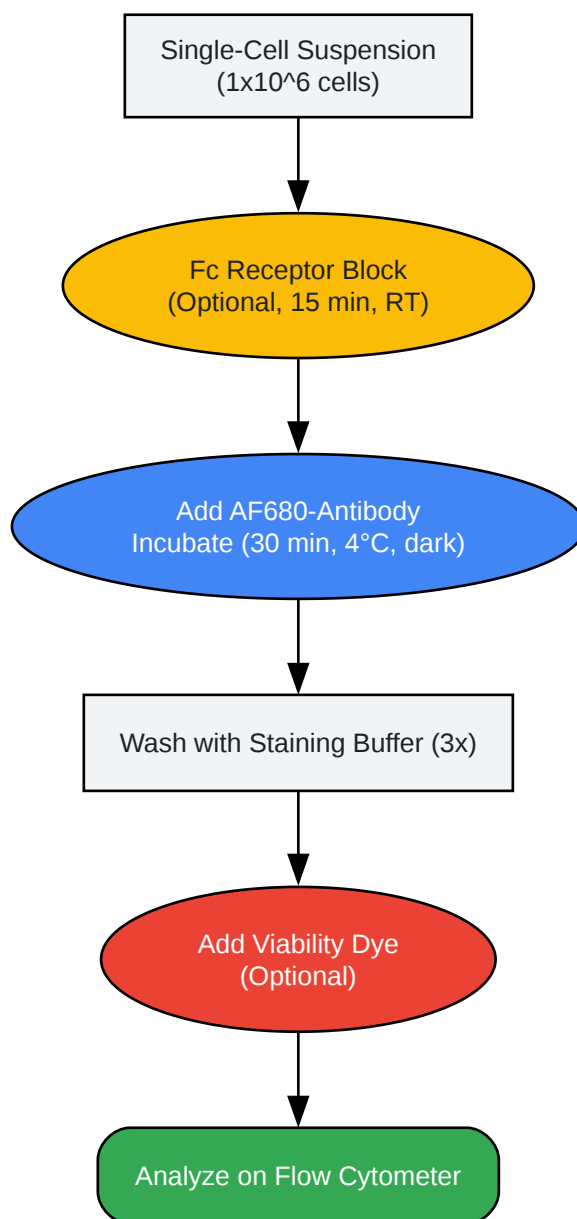 Single-Cell Suspension
(1x10^6 cells)
Fc Receptor Block
(Optional, 15 min, RT)
Add AF680-Antibody
Incubate (30 min, 4°C, dark)
Wash with Staining Buffer (3x)
Add Viability Dye
(Optional)
Analyze on Flow Cytometer